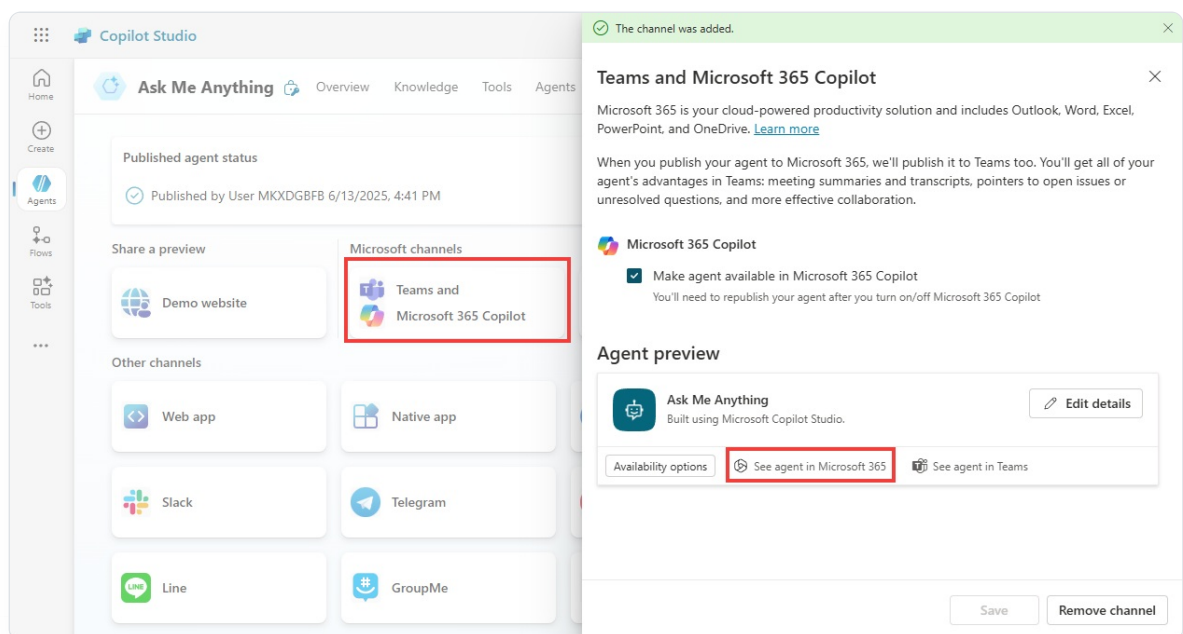 Copilot Studio
Home
Create
Agents
Flows
Tools
Ask Me Anything
Overview
Knowledge
Tools
Agents
Published agent status
Published by User MKXDGBFB 6/13/2025, 4:41 PM
Share a preview
Microsoft channels
Demo website
Teams and
Microsoft 365 Copilot
Other channels
Web app
Native app
Slack
Telegram
LINE
Line
#
GroupMe
The channel was added.
Teams and Microsoft 365 Copilot
Microsoft 365 is your cloud-powered productivity solution and includes Outlook, Word, Excel,
PowerPoint, and OneDrive. Learn more
When you publish your agent to Microsoft 365, we'll publish it to Teams too. You'll get all of your
agent's advantages in Teams: meeting summaries and transcripts, pointers to open issues or
unresolved questions, and more effective collaboration.
Microsoft 365 Copilot
Make agent available in Microsoft 365 Copilot
You'll need to republish your agent after you turn on/off Microsoft 365 Copilot
Agent preview
Ask Me Anything
Built using Microsoft Copilot Studio.
Edit details
Availability options
See agent in Microsoft 365
See agent in Teams
Save
Remove channel